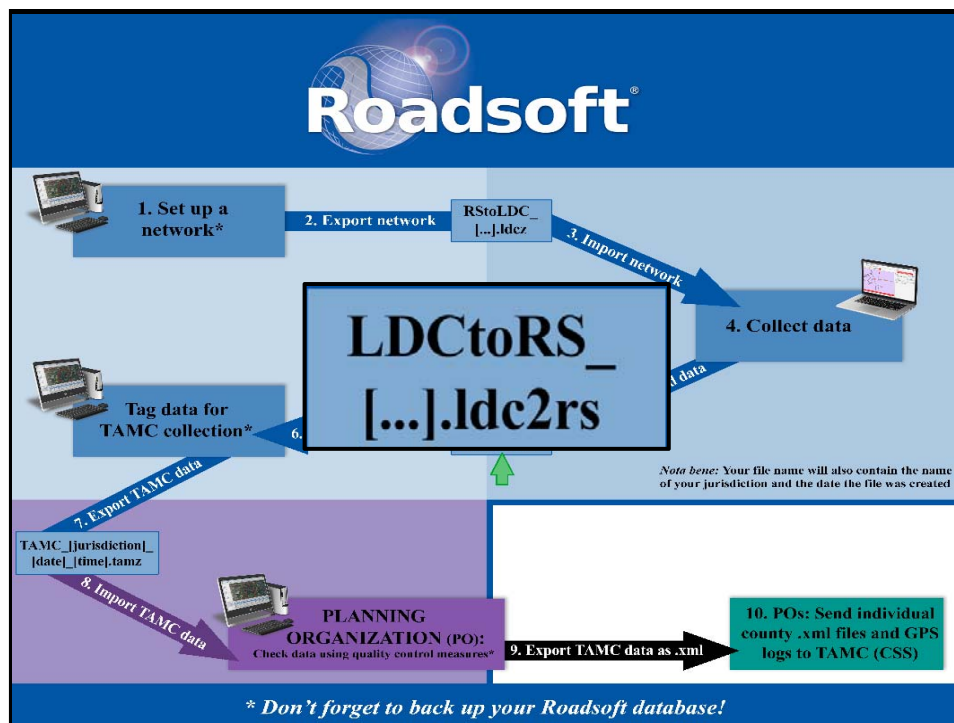 Roadsoft®
1. Set up a
network*
2. Export network
RStoLDC_
[...].ldcz
3. Import network
4. Collect data
data
LDCtoRS_
[...].ldc2rs
6.
Tag data for
TAMC collection*
Nota bene: Your file name will also contain the name
of your jurisdiction and the date the file was created
7. Export TAMC data
TAMC_[jurisdiction]_
[date]_[time].tamz
8. Import TAMC data
PLANNING
ORGANIZATION (PO):
Check data using quality control measures*
9. Export TAMC data as .xml
10. POs: Send individual
county .xml files and GPS
logs to TAMC (CSS)
* Don't forget to back up your Roadsoft database!